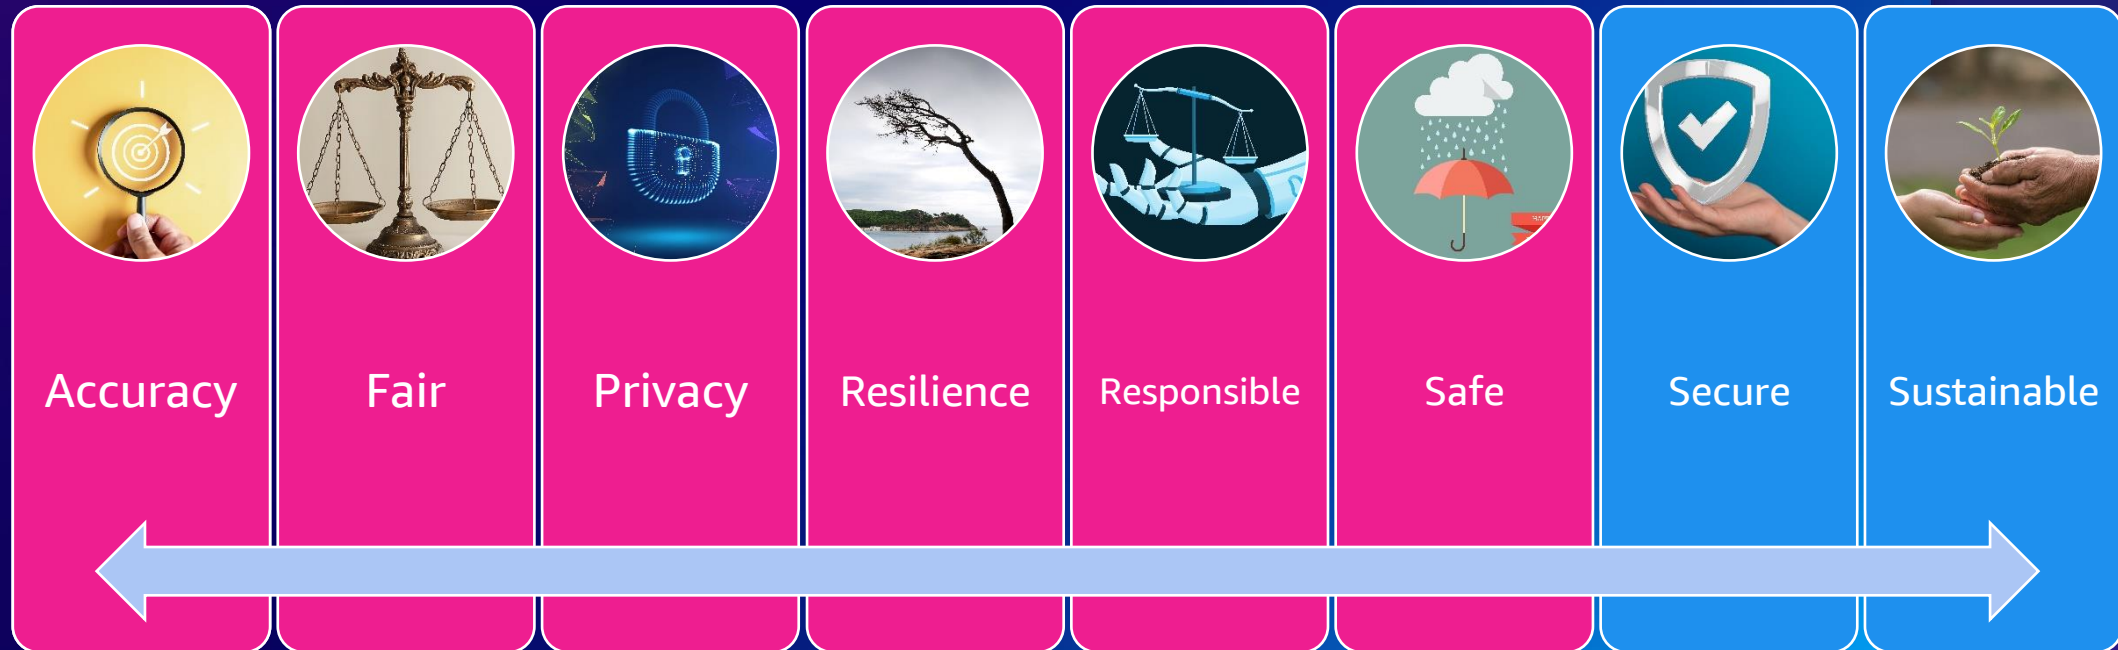 Accuracy
Fair
Privacy
Resilience
Responsible
Safe
Secure
Sustainable